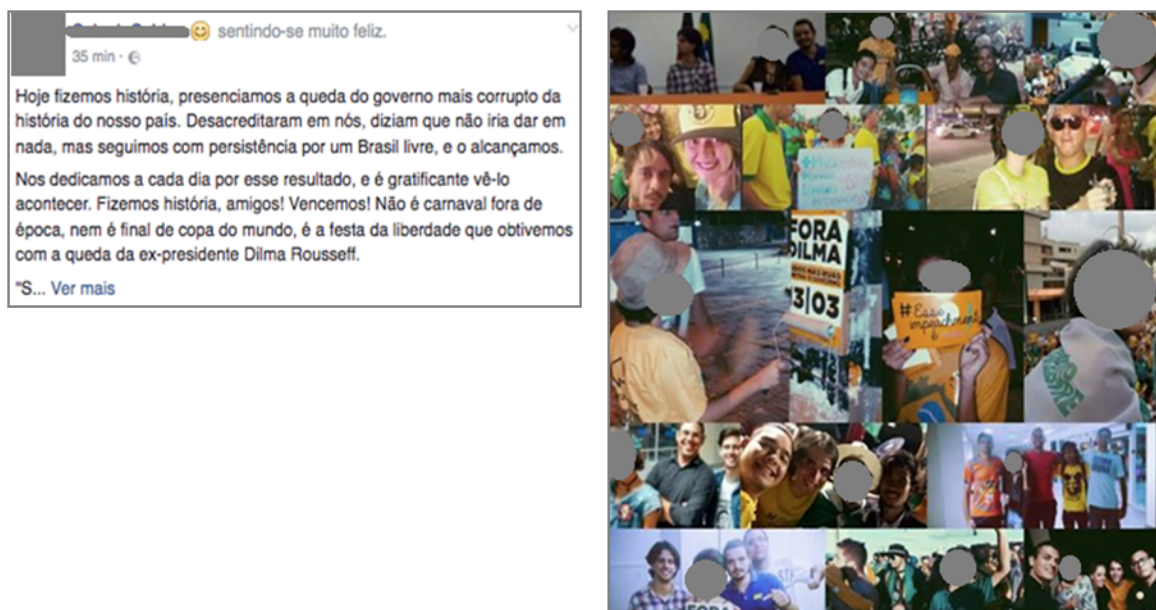 sentindo-se muito feliz.
35 min ·
Hoje fizemos história, presenciamos a queda do governo mais corrupto da
história do nosso país. Desacreditaram em nós, diziam que não iria dar em
nada, mas seguimos com persistência por um Brasil livre, e o alcançamos.
Nos dedicamos a cada dia por esse resultado, e é gratificante vê-lo
acontecer. Fizemos história, amigos! Vencemos! Não é carnaval fora de
época, nem é final de copa do mundo, é a festa da liberdade que obtivemos
com a queda da ex-presidente Dilma Rousseff.
"S... Ver mais
FORA
DILMA
13|03
#Esse
impeachment
é
FORA